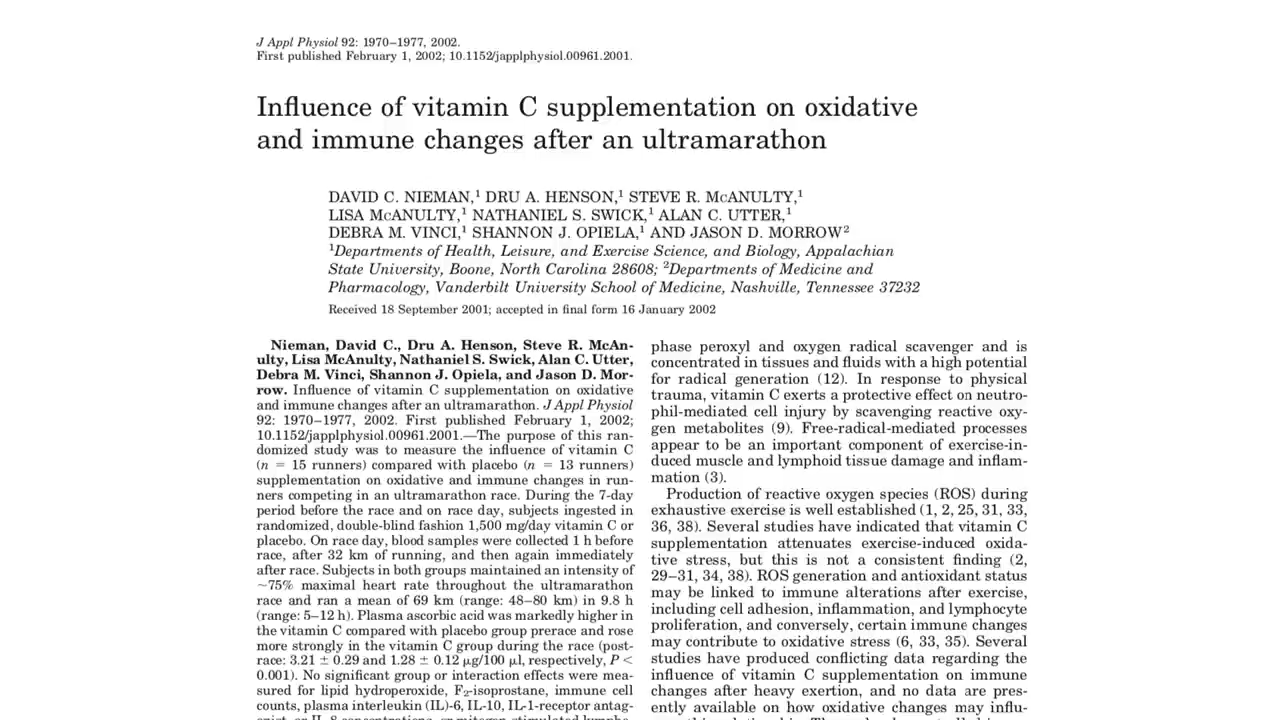 J Appl Physiol 92: 1970–1977, 2002.
First published February 1, 2002; 10.1152/japplphysiol.00961.2001.
Influence of vitamin C supplementation on oxidative
and immune changes after an ultramarathon
DAVID C. NIEMAN,1 DRU A. HENSON,1 STEVE R. MCANULTY,1
LISA MCANULTY,1 NATHANIEL S. SWICK,1 ALAN C. UTTER,1
DEBRA M. VINCI,1 SHANNON J. OPIELA,1 AND JASON D. MORROW2
1Departments of Health, Leisure, and Exercise Science, and Biology, Appalachian
State University, Boone, North Carolina 28608; 2Departments of Medicine and
Pharmacology, Vanderbilt University School of Medicine, Nashville, Tennessee 37232
Received 18 September 2001; accepted in final form 16 January 2002
Nieman, David C., Dru A. Henson, Steve R. McAn-
ulty, Lisa McAnulty, Nathaniel S. Swick, Alan C. Utter,
Debra M. Vinci, Shannon J. Opiela, and Jason D. Mor-
row. Influence of vitamin C supplementation on oxidative
and immune changes after an ultramarathon. J Appl Physiol
92: 1970–1977, 2002. First published February 1, 2002;
10.1152/japplphysiol.00961.2001.—The purpose of this ran-
domized study was to measure the influence of vitamin C
(n = 15 runners) compared with placebo (n = 13 runners)
supplementation on oxidative and immune changes in run-
ners competing in an ultramarathon race. During the 7-day
period before the race and on race day, subjects ingested in
randomized, double-blind fashion 1,500 mg/day vitamin C or
placebo. On race day, blood samples were collected 1 h before
race, after 32 km of running, and then again immediately
after race. Subjects in both groups maintained an intensity of
~75% maximal heart rate throughout the ultramarathon
race and ran a mean of 69 km (range: 48–80 km) in 9.8 h
(range: 5–12 h). Plasma ascorbic acid was markedly higher in
the vitamin C compared with placebo group prerace and rose
more strongly in the vitamin C group during the race (post-
race: 3.21 ± 0.29 and 1.28 ± 0.12 μg/100 μl, respectively, P <
0.001). No significant group or interaction effects were mea-
sured for lipid hydroperoxide, F2-isoprostane, immune cell
counts, plasma interleukin (IL)-6, IL-10, IL-1-receptor antag-
phase peroxyl and oxygen radical scavenger and is
concentrated in tissues and fluids with a high potential
for radical generation (12). In response to physical
trauma, vitamin C exerts a protective effect on neutro-
phil-mediated cell injury by scavenging reactive oxy-
gen metabolites (9). Free-radical-mediated processes
appear to be an important component of exercise-in-
duced muscle and lymphoid tissue damage and inflam-
mation (3).
Production of reactive oxygen species (ROS) during
exhaustive exercise is well established (1, 2, 25, 31, 33,
36, 38). Several studies have indicated that vitamin C
supplementation attenuates exercise-induced oxida-
tive stress, but this is not a consistent finding (2,
29–31, 34, 38). ROS generation and antioxidant status
may be linked to immune alterations after exercise,
including cell adhesion, inflammation, and lymphocyte
proliferation, and conversely, certain immune changes
may contribute to oxidative stress (6, 33, 35). Several
studies have produced conflicting data regarding the
influence of vitamin C supplementation on immune
changes after heavy exertion, and no data are pres-
ently available on how oxidative changes may influ-